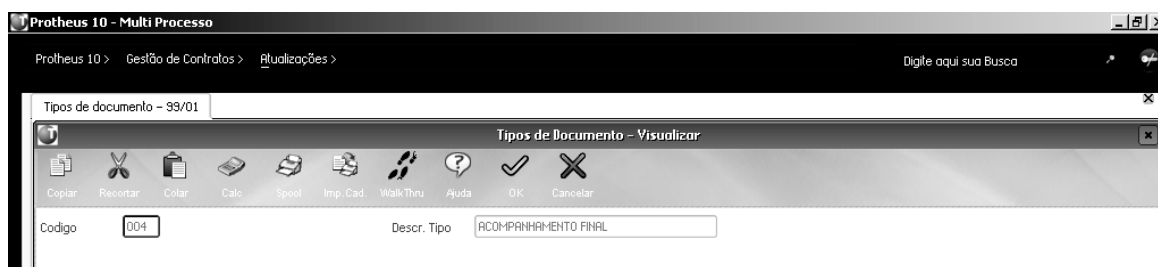 Protheus 10 - Multi Processo
Protheus 10 > Gestão de Contratos > Atualizações > Digite aqui sua Busca
Tipos de documento - 99/01
Tipos de Documento - Visualizar
Copiar Recortar Colar Calc Spool Imp. Cad. WalkThru Ajuda OK Cancelar
Codigo 004 Descr. Tipo ACOMPANHAMENTO FINAL